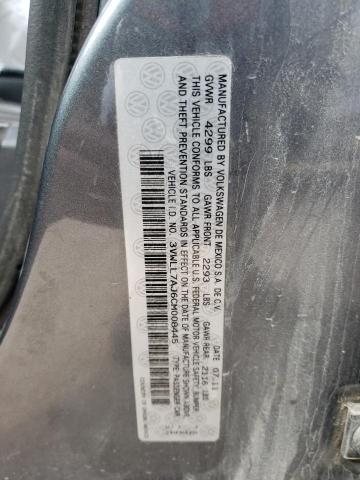 MANUFACTURED BY VOLKSWAGEN DE MEXICO S.A. DE C.V.
GVWR 4299 LBS GAWR FRONT 2293 LBS GAWR REAR 2116 LBS DATE 07.11
THIS VEHICLE CONFORMS TO ALL APPLICABLE U.S. FEDERAL MOTOR VEHICLE SAFETY, BUMPER,
AND THEFT PREVENTION STANDARDS IN EFFECT ON THE DATE OF MANUFACTURE SHOWN ABOVE.
VEHICLE I.D.: 3VWLL7AJ6CM008445 TYPE: PASSENGER CAR